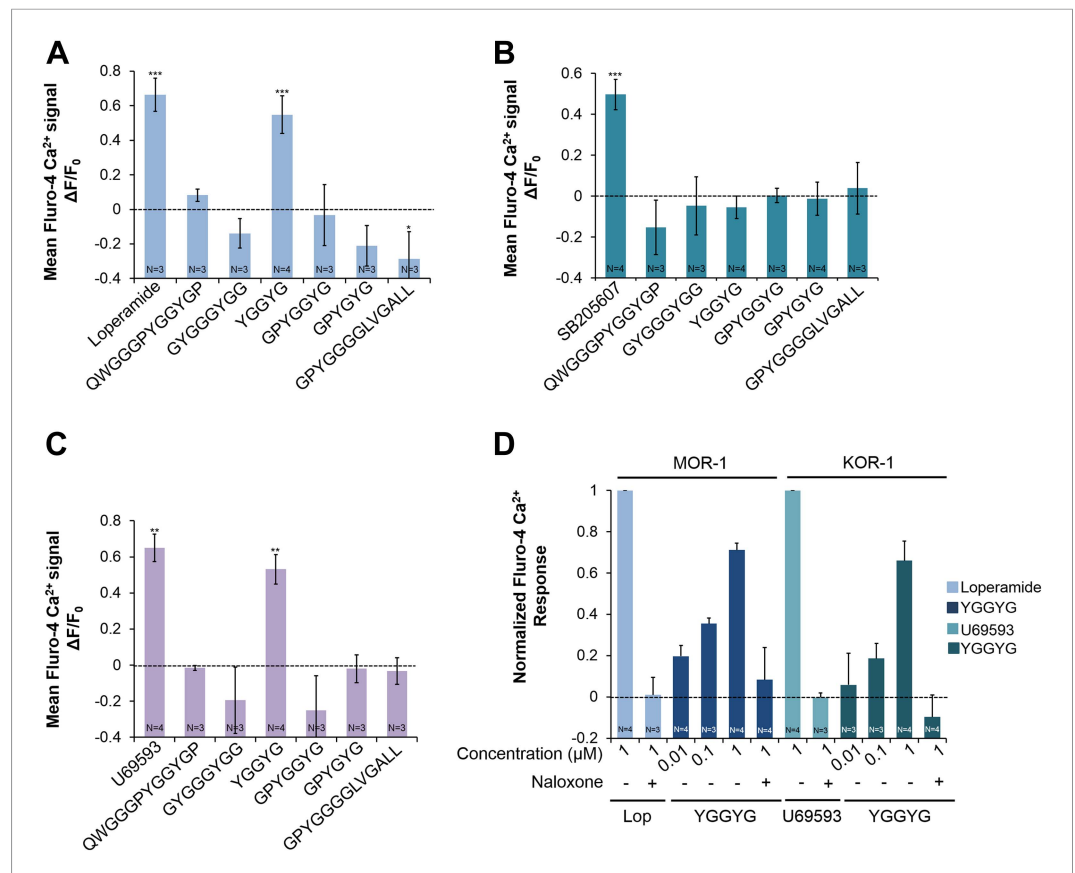 A
Mean Fluro-4 Ca²⁺ signal
ΔF/F₀
0.8
0.6
0.4
0.2
0
-0.2
-0.4
***
***
*
N=3
N=3
N=3
N=4
N=3
N=3
N=3
Loperamide
QWGGGPYGGYGP
GYGGGYGG
YGGYG
GPYGGYG
GPYGYG
GPYGGGGLVGALL
B
Mean Fluro-4 Ca²⁺ signal
ΔF/F₀
0.6
0.4
0.2
0
-0.2
-0.4
***
N=4
N=3
N=3
N=4
N=3
N=4
N=3
SB205607
QWGGGPYGGYGP
GYGGGYGG
YGGYG
GPYGGYG
GPYGYG
GPYGGGGLVGALL
C
Mean Fluro-4 Ca²⁺ signal
ΔF/F₀
0.8
0.6
0.4
0.2
0
-0.2
-0.4
**
**
N=4
N=3
N=3
N=4
N=3
N=3
N=3
U69593
QWGGGPYGGYGP
GYGGGYGG
YGGYG
GPYGGYG
GPYGYG
GPYGGGGLVGALL
D
MOR-1 KOR-1
Normalized Fluro-4 Ca²⁺
Response
1
0.8
0.6
0.4
0.2
0
-0.2
N=4 N=4 N=3 N=3 N=4 N=4 N=4 N=4 N=3 N=3 N=4 N=4
Concentration (µM) 1 1 0.01 0.1 1 1 1 1 0.01 0.1 1 1
Naloxone - + - - - + - + - - - +
Lop YGGYG U69593 YGGYG
Loperamide
YGGYG
U69593
YGGYG